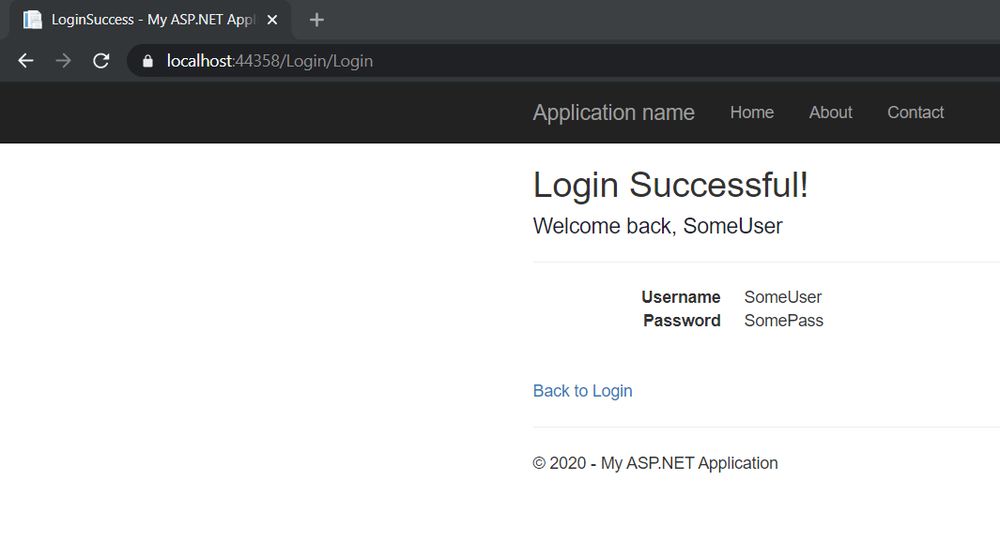 LoginSuccess - My ASP.NET Appl
localhost:44358/Login/Login
Application name Home About Contact
Login Successful!
Welcome back, SomeUser
Username SomeUser
Password SomePass
Back to Login
© 2020 - My ASP.NET Application